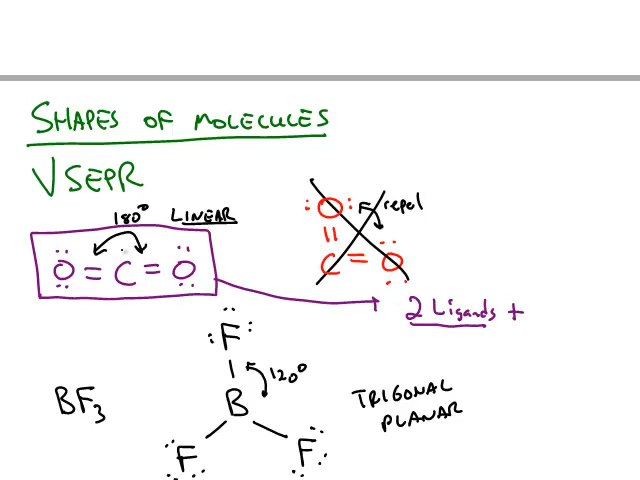 SHAPES OF MOLECULES
VSEPR
180° LINEAR
O=C=O
O
repel
C=O
2 Ligands +
F
120°
BF3
B
TRIGONAL
PLANAR
F
F